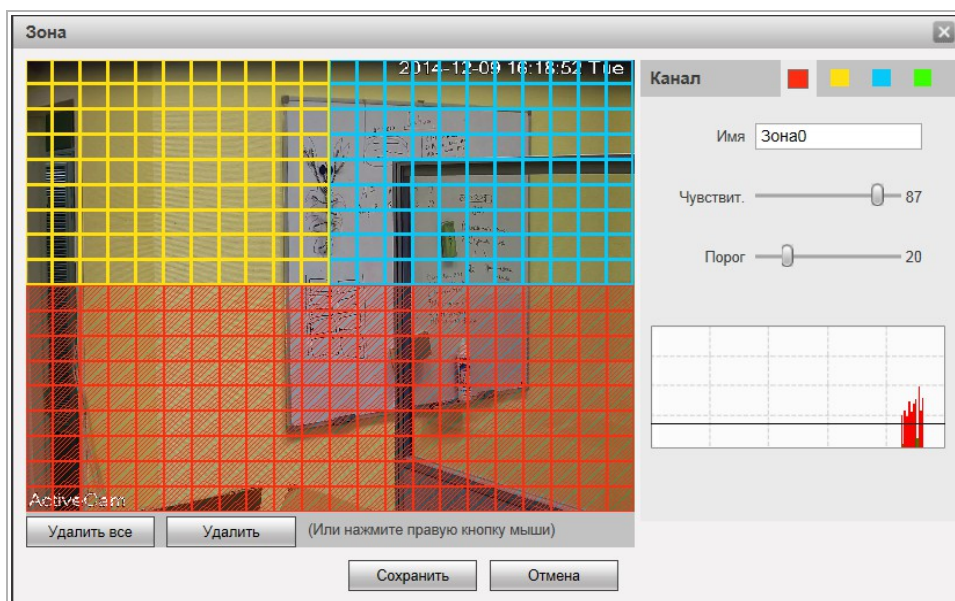 Зона
2014-12-09 16:18:52 Tue
Канал
Имя Зона0
Чувствит. 87
Порог 20
ActiveCam
Удалить все Удалить (Или нажмите правую кнопку мыши)
Сохранить Отмена